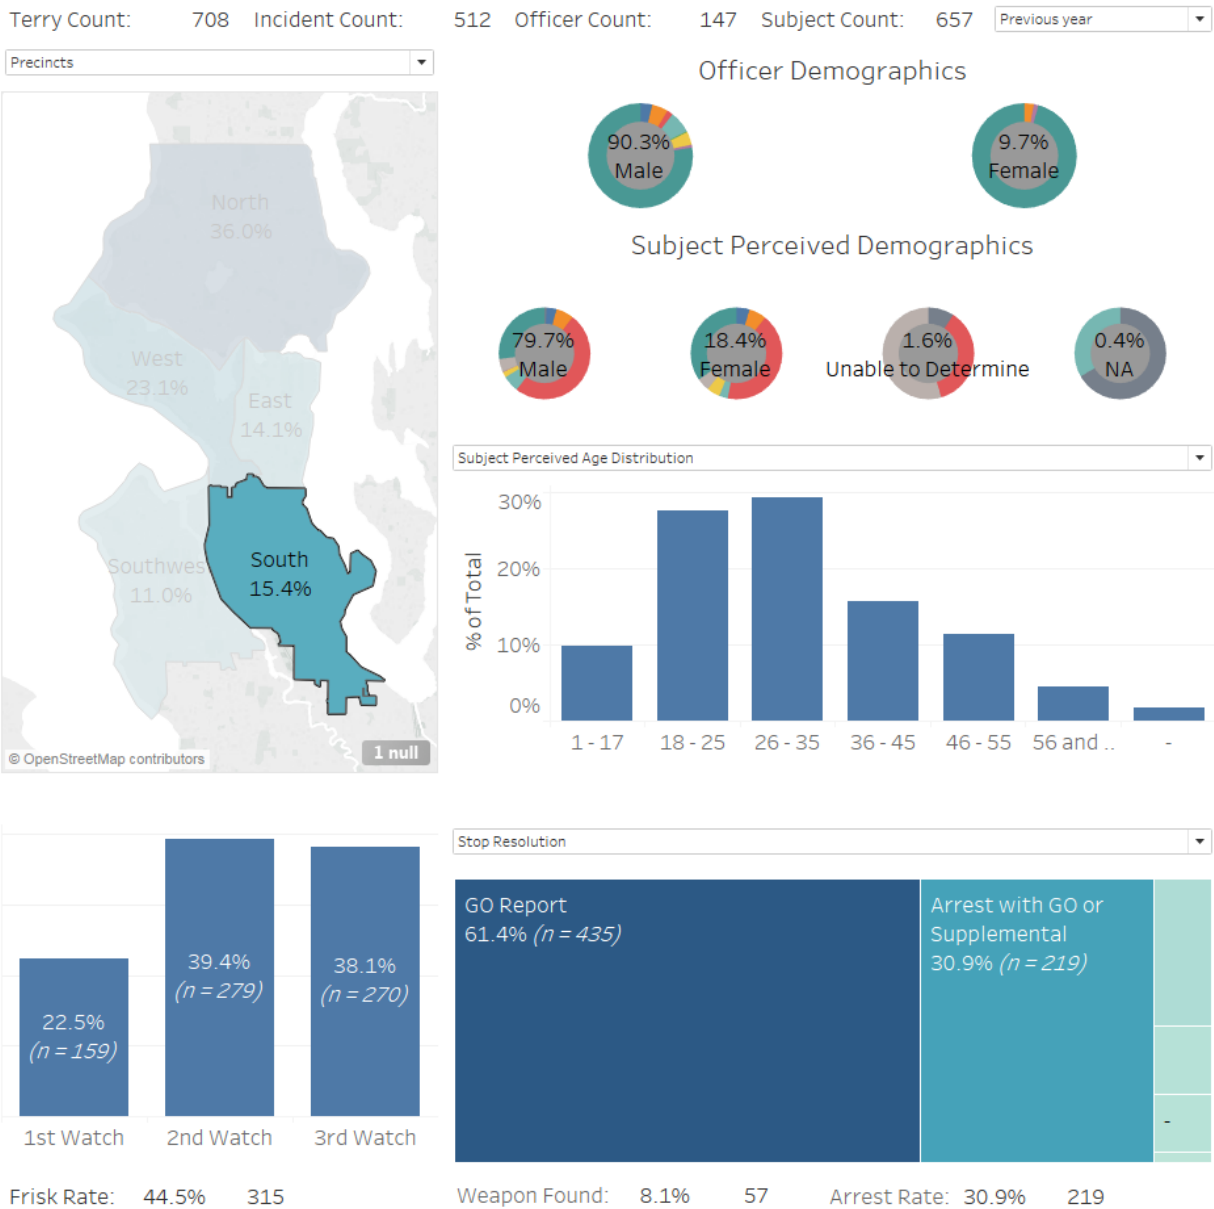 Terry Count: 708 Incident Count: 512 Officer Count: 147 Subject Count: 657 Previous year
Precincts
Officer Demographics
90.3%
Male
9.7%
Female
Subject Perceived Demographics
79.7%
Male
18.4%
Female
1.6%
Unable to Determine
0.4%
NA
North
36.0%
West
23.1%
East
14.1%
Southwes
11.0%
South
15.4%
© OpenStreetMap contributors
1 null
Subject Perceived Age Distribution
% of Total
30%
20%
10%
0%
1 - 17 18 - 25 26 - 35 36 - 45 46 - 55 56 and .. -
22.5%
(n = 159)
39.4%
(n = 279)
38.1%
(n = 270)
1st Watch 2nd Watch 3rd Watch
Stop Resolution
GO Report
61.4% (n = 435)
Arrest with GO or
Supplemental
30.9% (n = 219)
-
Frisk Rate: 44.5% 315
Weapon Found: 8.1% 57 Arrest Rate: 30.9% 219